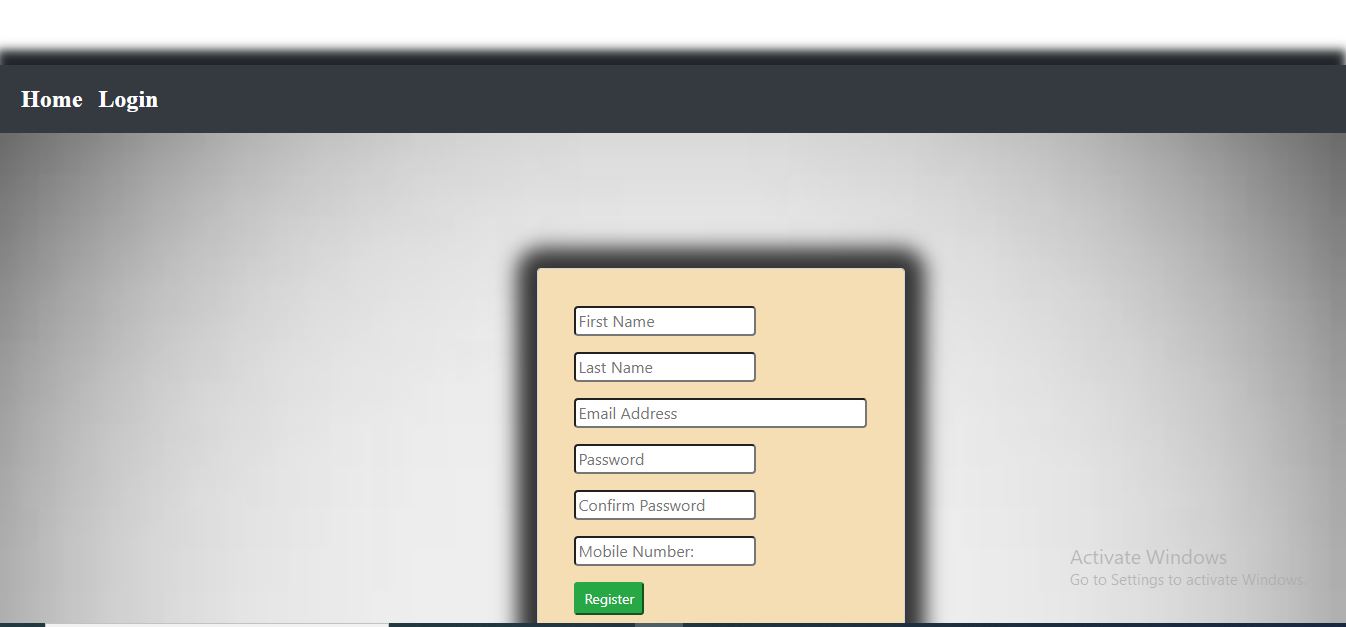 Home Login
First Name
Last Name
Email Address
Password
Confirm Password
Mobile Number:
Register
Activate Windows
Go to Settings to activate Windows.